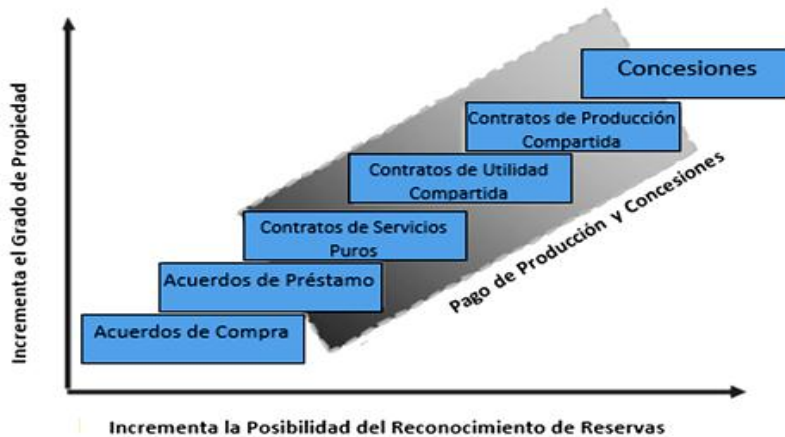 Incrementa el Grado de Propiedad
Concesiones
Contratos de Producción
Compartida
Contratos de Utilidad
Compartida
Contratos de Servicios
Puros
Acuerdos de Préstamo
Acuerdos de Compra
Pago de Producción y Concesiones
Incrementa la Posibilidad del Reconocimiento de Reservas